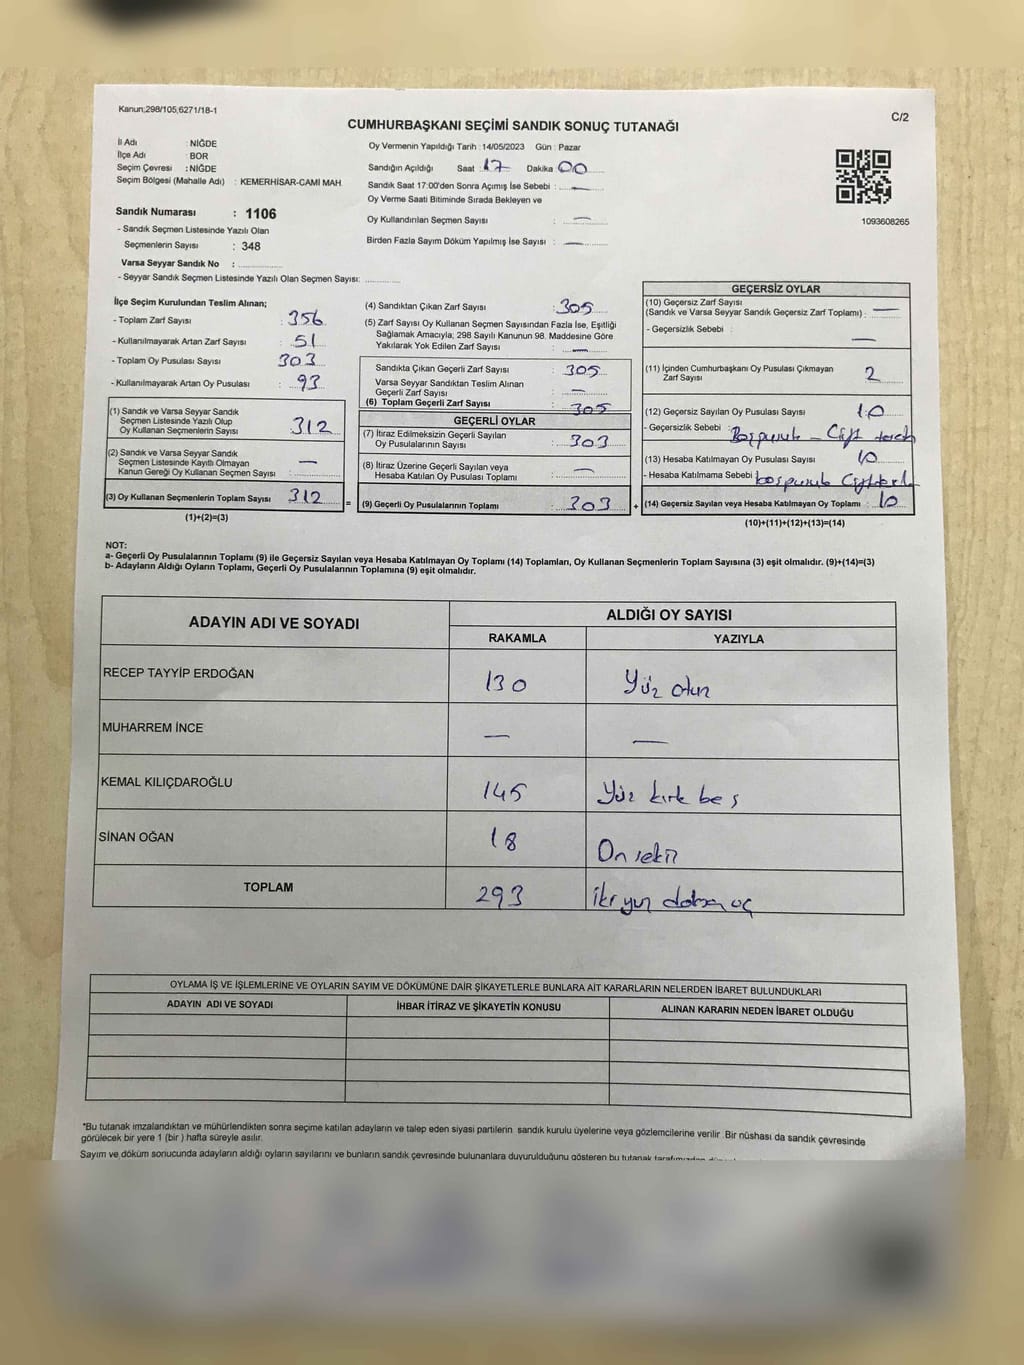 Kanun;298/105;6271/18-1
C/2
CUMHURBAŞKANI SEÇİMİ SANDIK SONUÇ TUTANAĞI
İl Adı : NİĞDE
İlçe Adı : BOR
Seçim Çevresi : NİĞDE
Seçim Bölgesi (Mahalle Adı) : KEMERHİSAR-CAMİ MAH.
Oy Vermenin Yapıldığı Tarih : 14/05/2023 Gün : Pazar
Sandığın Açıldığı Saat : 17 Dakika 00
Sandık Saat 17:00'den Sonra Açımış İse Sebebi : —
Oy Verme Saati Bitiminde Sırada Bekleyen ve
Oy Kullandırılan Seçmen Sayısı : —
Birden Fazla Sayım Döküm Yapılmış İse Sayısı : —
1093608265
Sandık Numarası : 1106
- Sandık Seçmen Listesinde Yazılı Olan
Seçmenlerin Sayısı : 348
Varsa Seyyar Sandık No :
- Seyyar Sandık Seçmen Listesinde Yazılı Olan Seçmen Sayısı:
İlçe Seçim Kurulundan Teslim Alınan;
- Toplam Zarf Sayısı : 356
- Kullanılmayarak Artan Zarf Sayısı : 51
- Toplam Oy Pusulası Sayısı : 303
- Kullanılmayarak Artan Oy Pusulası : 93
(1) Sandık ve Varsa Seyyar Sandık
Seçmen Listesinde Yazılı Olup
Oy Kullanan Seçmenlerin Sayısı : 312
(2) Sandık ve Varsa Seyyar Sandık
Seçmen Listesinde Kayıtlı Olmayan
Kanun Gereği Oy Kullanan Seçmen Sayısı : —
(3) Oy Kullanan Seçmenlerin Toplam Sayısı : 312 =
(1)+(2)=(3)
(4) Sandıktan Çıkan Zarf Sayısı : 305
(5) Zarf Sayısı Oy Kullanan Seçmen Sayısından Fazla İse, Eşitliği
Sağlamak Amacıyla, 298 Sayılı Kanunun 98. Maddesine Göre
Yakılarak Yok Edilen Zarf Sayısı : —
Sandıkta Çıkan Geçerli Zarf Sayısı : 305
Varsa Seyyar Sandıktan Teslim Alınan
Geçerli Zarf Sayısı : —
(6) Toplam Geçerli Zarf Sayısı : 305
GEÇERLİ OYLAR
(7) İtiraz Edilmeksizin Geçerli Sayılan
Oy Pusulalarının Sayısı : 303
(8) İtiraz Üzerine Geçerli Sayılan veya
Hesaba Katılan Oy Pusulası Toplamı : —
(9) Geçerli Oy Pusulalarının Toplamı : 303 +
GEÇERSİZ OYLAR
(10) Geçersiz Zarf Sayısı
(Sandık ve Varsa Seyyar Sandık Geçersiz Zarf Toplamı) : —
- Geçersizlik Sebebi : —
(11) İçinden Cumhurbaşkanı Oy Pusulası Çıkmayan
Zarf Sayısı : 2
(12) Geçersiz Sayılan Oy Pusulası Sayısı : 10
- Geçersizlik Sebebi : - Çift
(13) Hesaba Katılmayan Oy Pusulası Sayısı : 10
- Hesaba Katılmama Sebebi
(14) Geçersiz Sayılan veya Hesaba Katılmayan Oy Toplamı : 10
(10)+(11)+(12)+(13)=(14)
NOT:
a- Geçerli Oy Pusulalarının Toplamı (9) ile Geçersiz Sayılan veya Hesaba Katılmayan Oy Toplamı (14) Toplamları, Oy Kullanan Seçmenlerin Toplam Sayısına (3) eşit olmalıdır. (9)+(14)=(3)
b- Adayların Aldığı Oyların Toplamı, Geçerli Oy Pusulalarının Toplamına (9) eşit olmalıdır.
ADAYIN ADI VE SOYADI ALDIĞI OY SAYISI
RAKAMLA YAZIYLA
RECEP TAYYİP ERDOĞAN 130 Yüz otuz
MUHARREM İNCE — —
KEMAL KILIÇDAROĞLU 145 Yüz kırk beş
SİNAN OĞAN 18 On sekiz
TOPLAM 293 iki yuz doksan üç
OYLAMA İŞ VE İŞLEMLERİNE VE OYLARIN SAYIM VE DÖKÜMÜNE DAİR ŞİKAYETLERLE BUNLARA AİT KARARLARIN NELERDEN İBARET BULUNDUKLARI
ADAYIN ADI VE SOYADI İHBAR İTİRAZ VE ŞİKAYETİN KONUSU ALINAN KARARIN NEDEN İBARET OLDUĞU
*Bu tutanak imzalandıktan ve mühürlendikten sonra seçime katılan adayların ve talep eden siyasi partilerin sandık kurulu üyelerine veya gözlemcilerine verilir .Bir nüshası da sandık çevresinde
görülecek bir yere 1 (bir ) hafta süreyle asılır.
Sayım ve döküm sonucunda adayların aldığı oyların sayılarını ve bunların sandık çevresinde bulunanlara duyurulduğunu gösteren bu tutanak